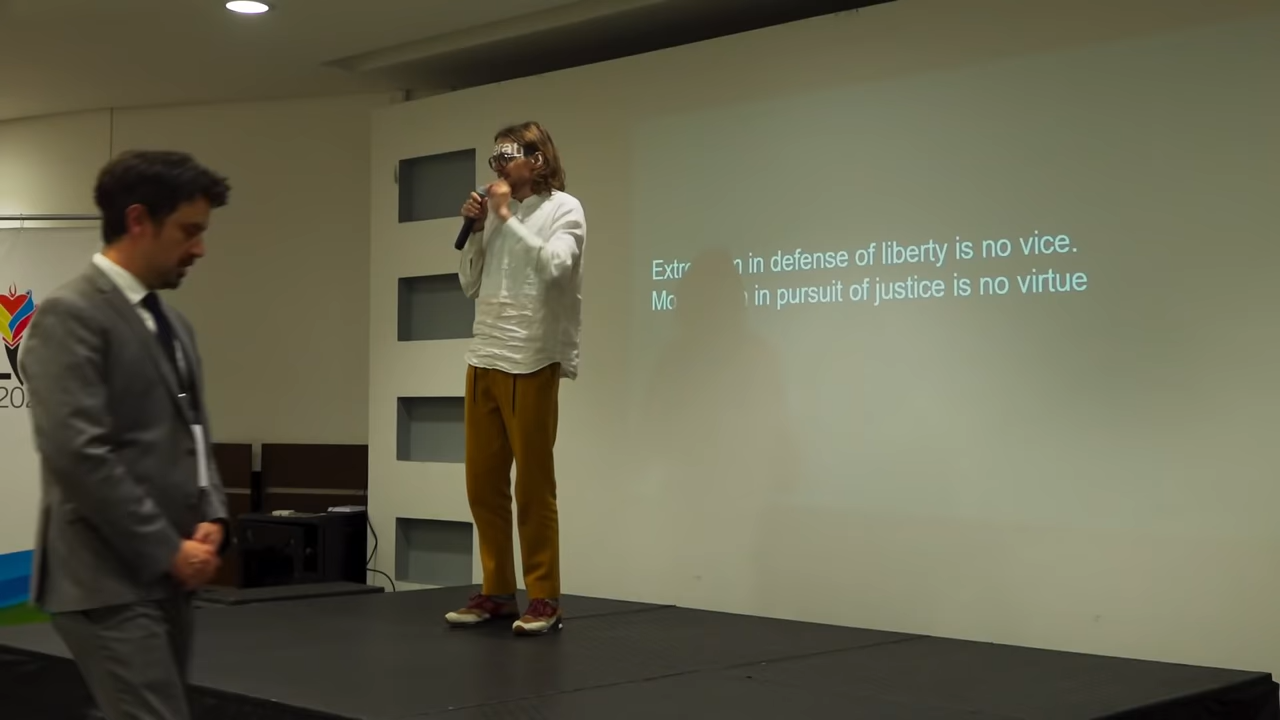 in defense of liberty is no vice.
in pursuit of justice is no virtue